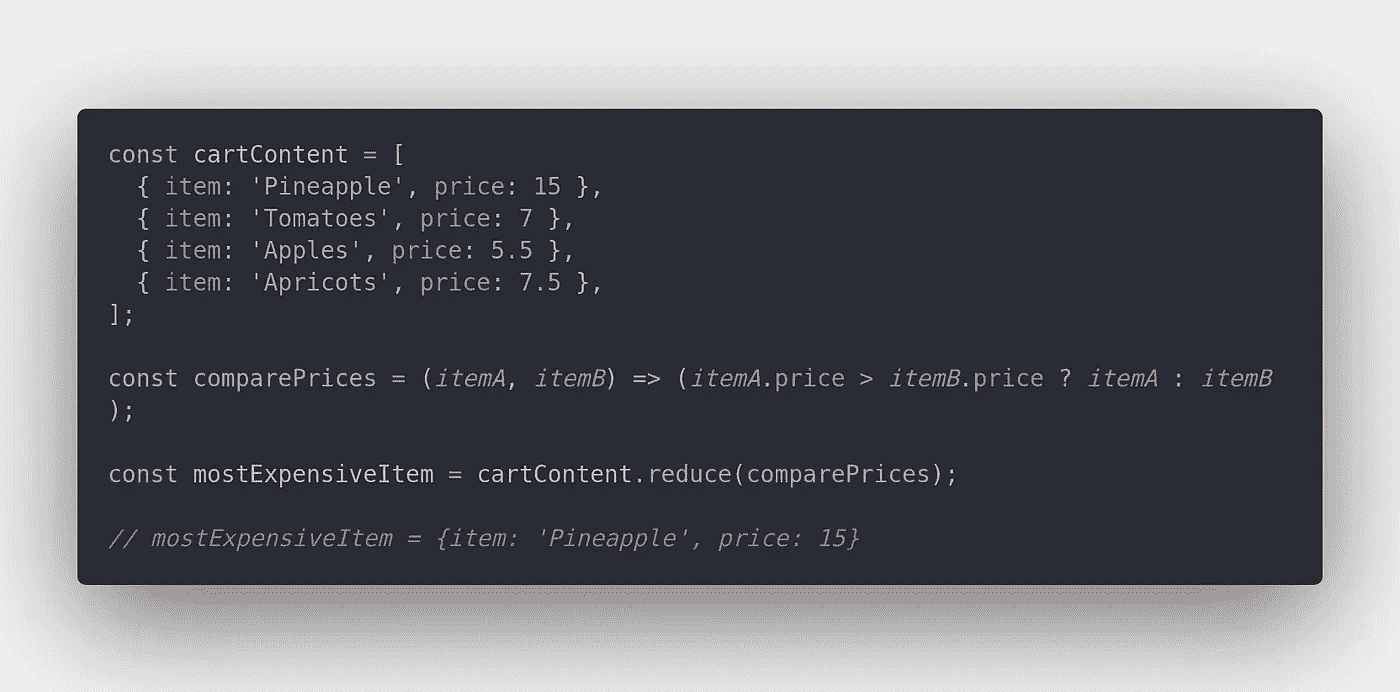 const cartContent = [
  { item: 'Pineapple', price: 15 },
  { item: 'Tomatoes', price: 7 },
  { item: 'Apples', price: 5.5 },
  { item: 'Apricots', price: 7.5 },
];

const comparePrices = (itemA, itemB) => (itemA.price > itemB.price ? itemA : itemB
);

const mostExpensiveItem = cartContent.reduce(comparePrices);

// mostExpensiveItem = {item: 'Pineapple', price: 15}